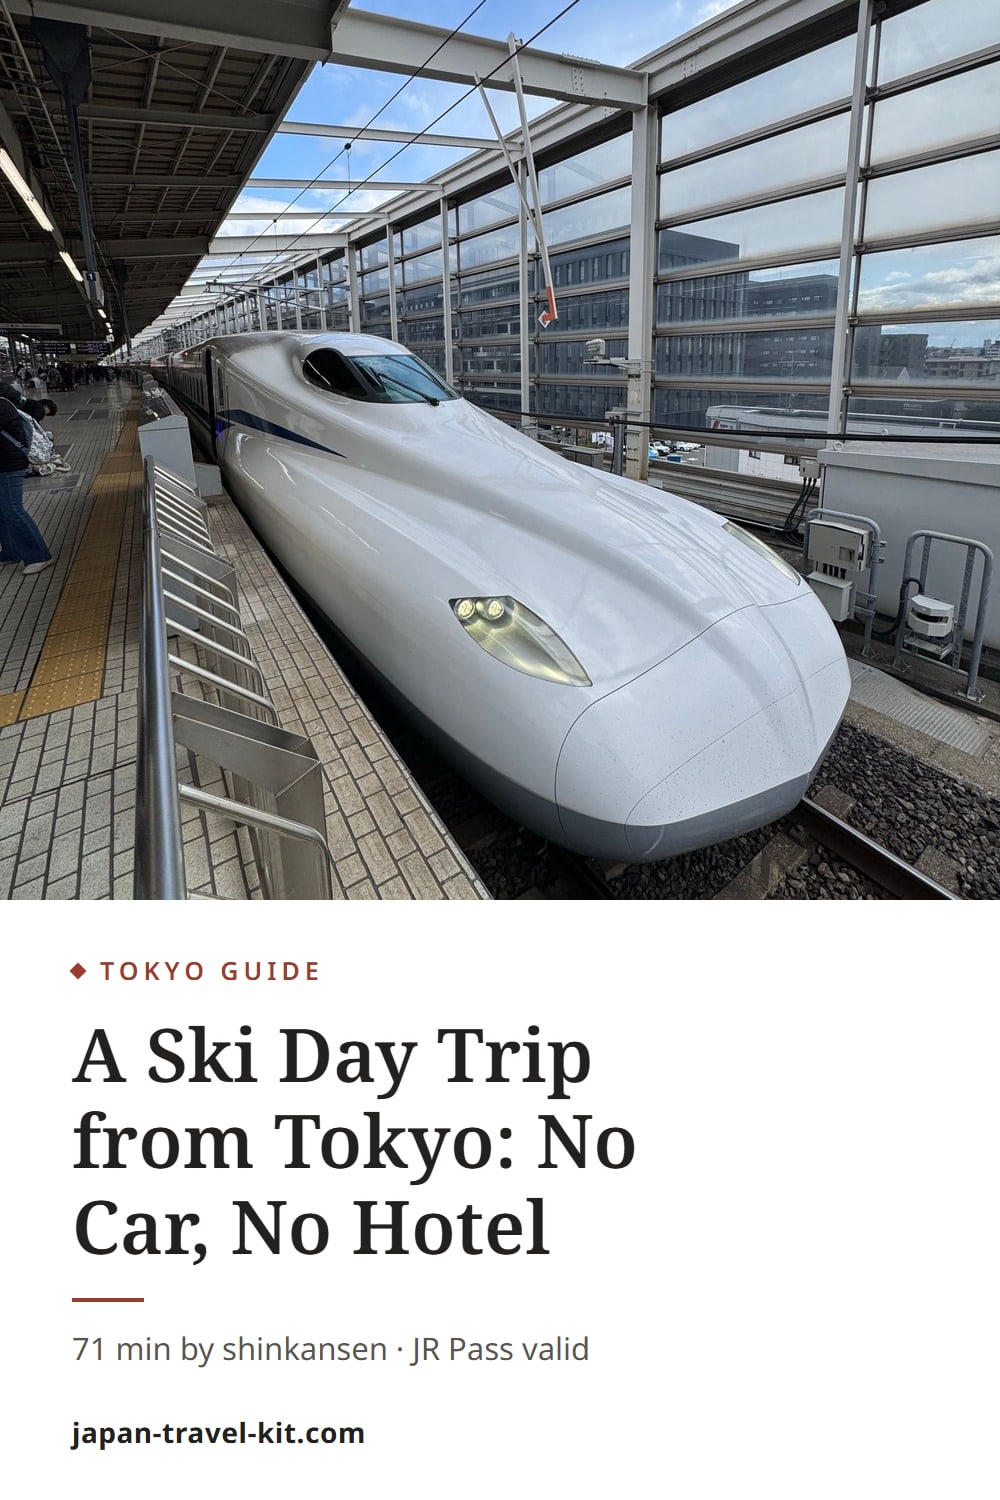 TOKYO GUIDE
A Ski Day Trip
from Tokyo: No
Car, No Hotel
71 min by shinkansen · JR Pass valid
japan-travel-kit.com